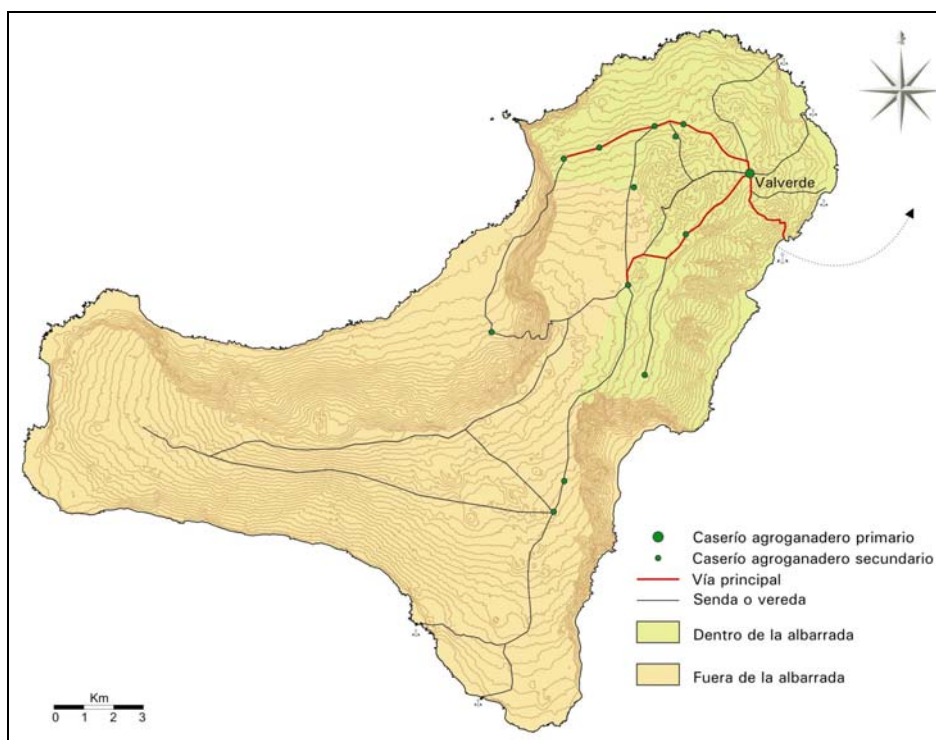 Valverde
Caserío agroganadero primario
Caserío agroganadero secundario
Vía principal
Senda o vereda
Dentro de la albarrada
Fuera de la albarrada
Km
0 1 2 3